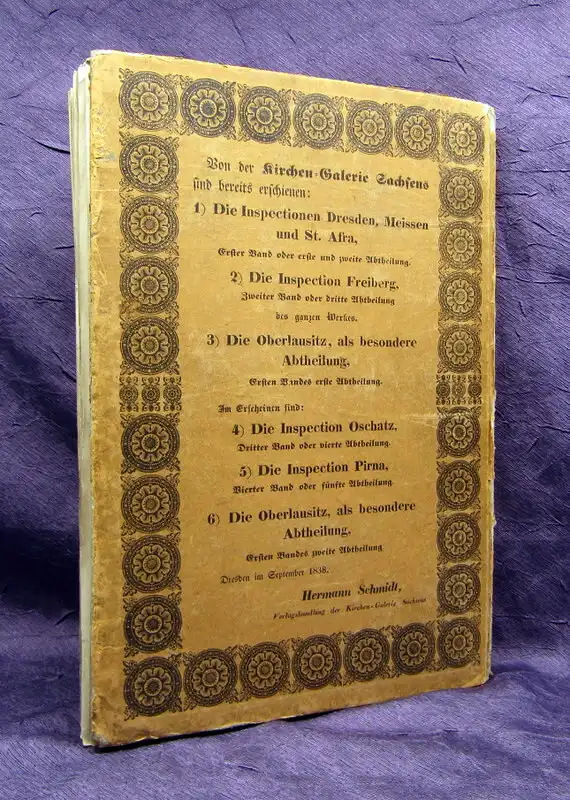 Von der Kirchen-Galerie Sachsens
sind bereits erschienen:
1) Die Inspectionen Dresden, Meissen
und St. Afra,
Erster Band oder erste und zweite Abtheilung.
2) Die Inspection Freiberg,
Zweiter Band oder dritte Abtheilung
des ganzen Werkes.
3) Die Oberlausitz, als besondere
Abtheilung,
Ersten Bandes erste Abtheilung.
Im Erscheinen sind:
4) Die Inspection Oschatz,
Dritter Band oder vierte Abtheilung.
5) Die Inspection Pirna,
Vierter Band oder fünfte Abtheilung.
6) Die Oberlausitz, als besondere
Abtheilung,
Ersten Bandes zweite Abtheilung
Dresden im September 1838.
Hermann Schmidt,
Verlagshandlung der Kirchen-Galerie Sachsens